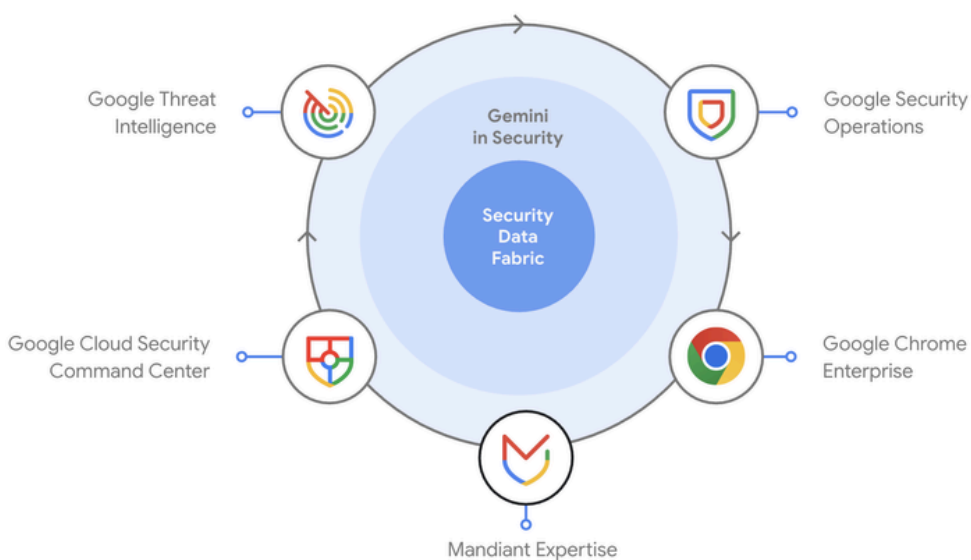 Google Threat
Intelligence
Gemini
in Security
Google Security
Operations
Security
Data
Fabric
Google Cloud Security
Command Center
Google Chrome
Enterprise
Mandiant Expertise